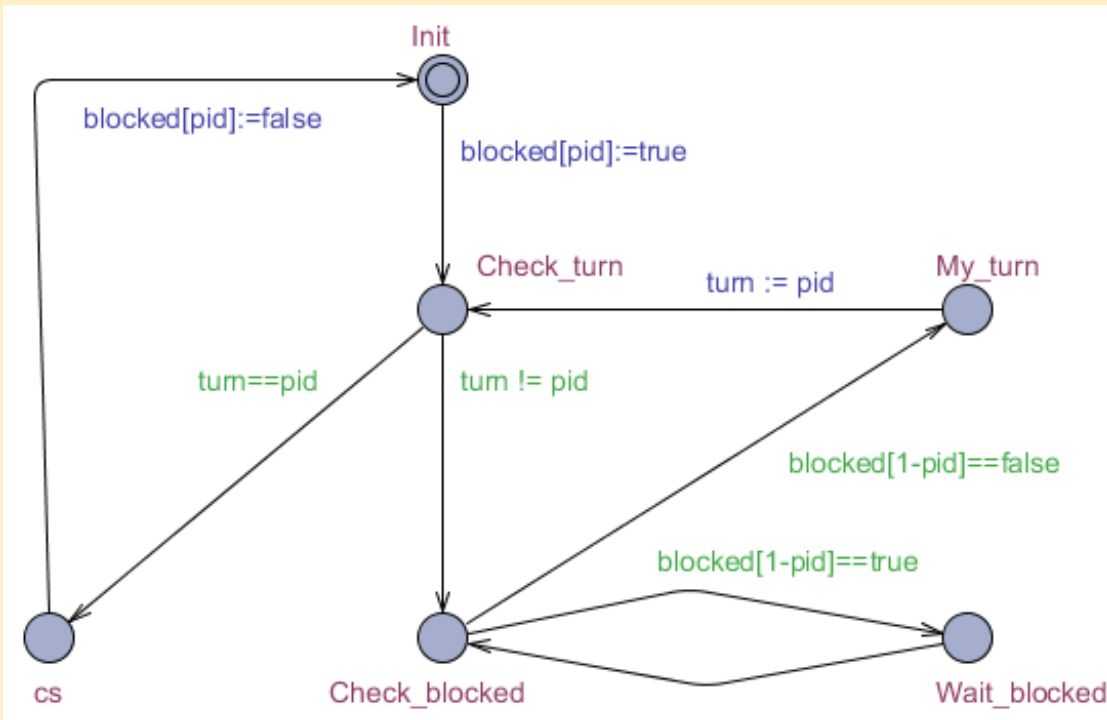 Init
blocked[pid]:=false
blocked[pid]:=true
Check_turn
My_turn
turn := pid
turn==pid
turn != pid
blocked[1-pid]==false
blocked[1-pid]==true
cs
Check_blocked
Wait_blocked